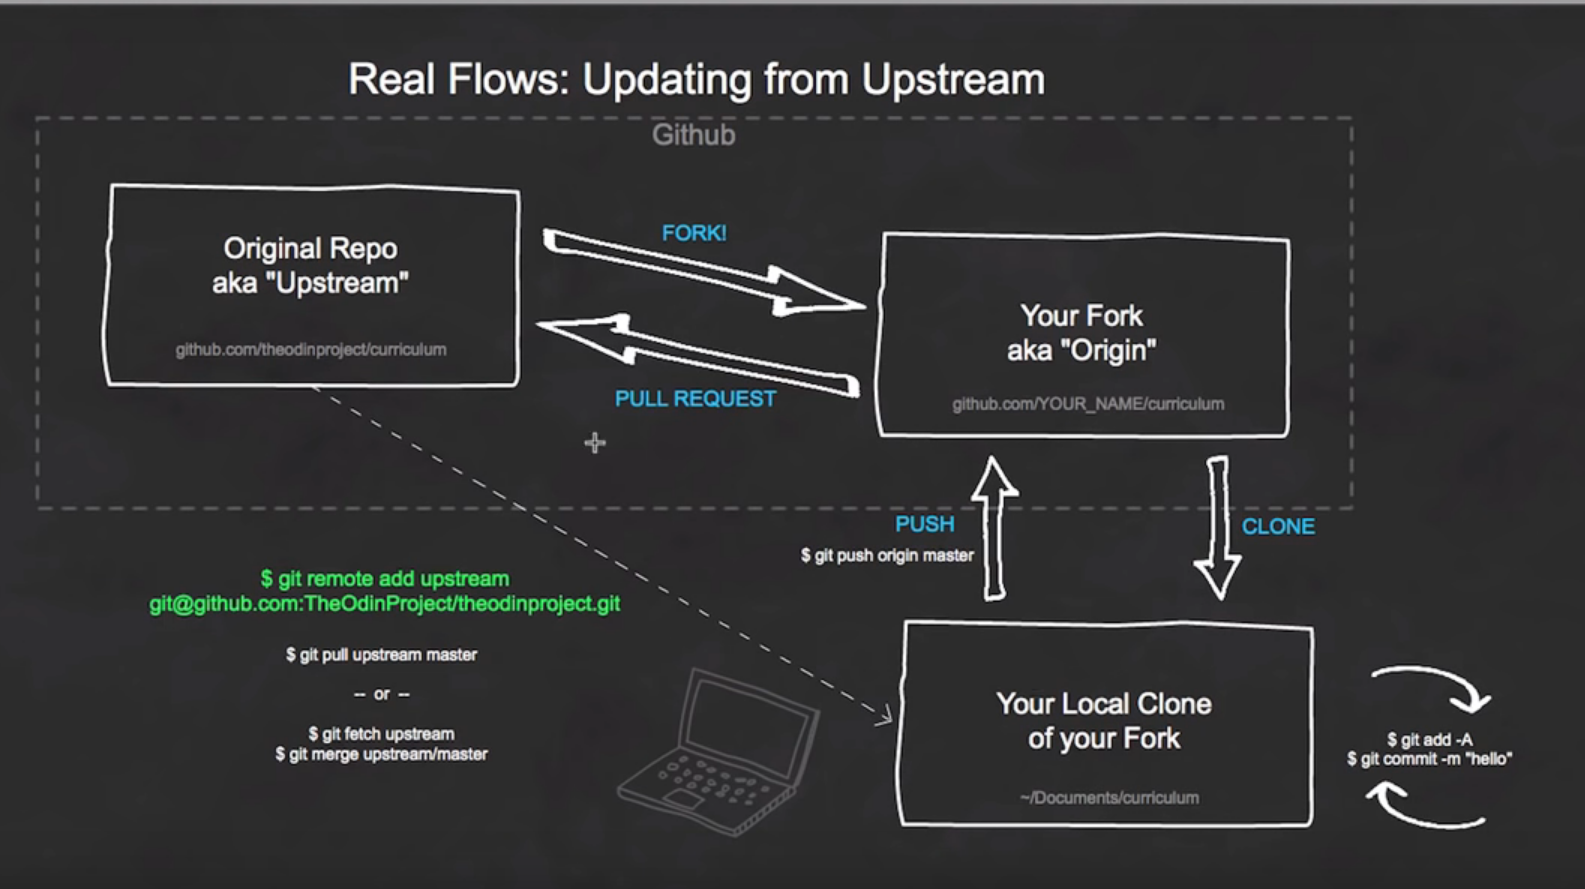 Real Flows: Updating from Upstream
Github
Original Repo
aka "Upstream"
github.com/theodinproject/curriculum
FORK!
PULL REQUEST
Your Fork
aka "Origin"
github.com/YOUR_NAME/curriculum
PUSH
$ git push origin master
CLONE
$ git remote add upstream
git@github.com:TheOdinProject/theodinproject.git
$ git pull upstream master
-- or --
$ git fetch upstream
$ git merge upstream/master
Your Local Clone
of your Fork
~/Documents/curriculum
$ git add -A
$ git commit -m "hello"